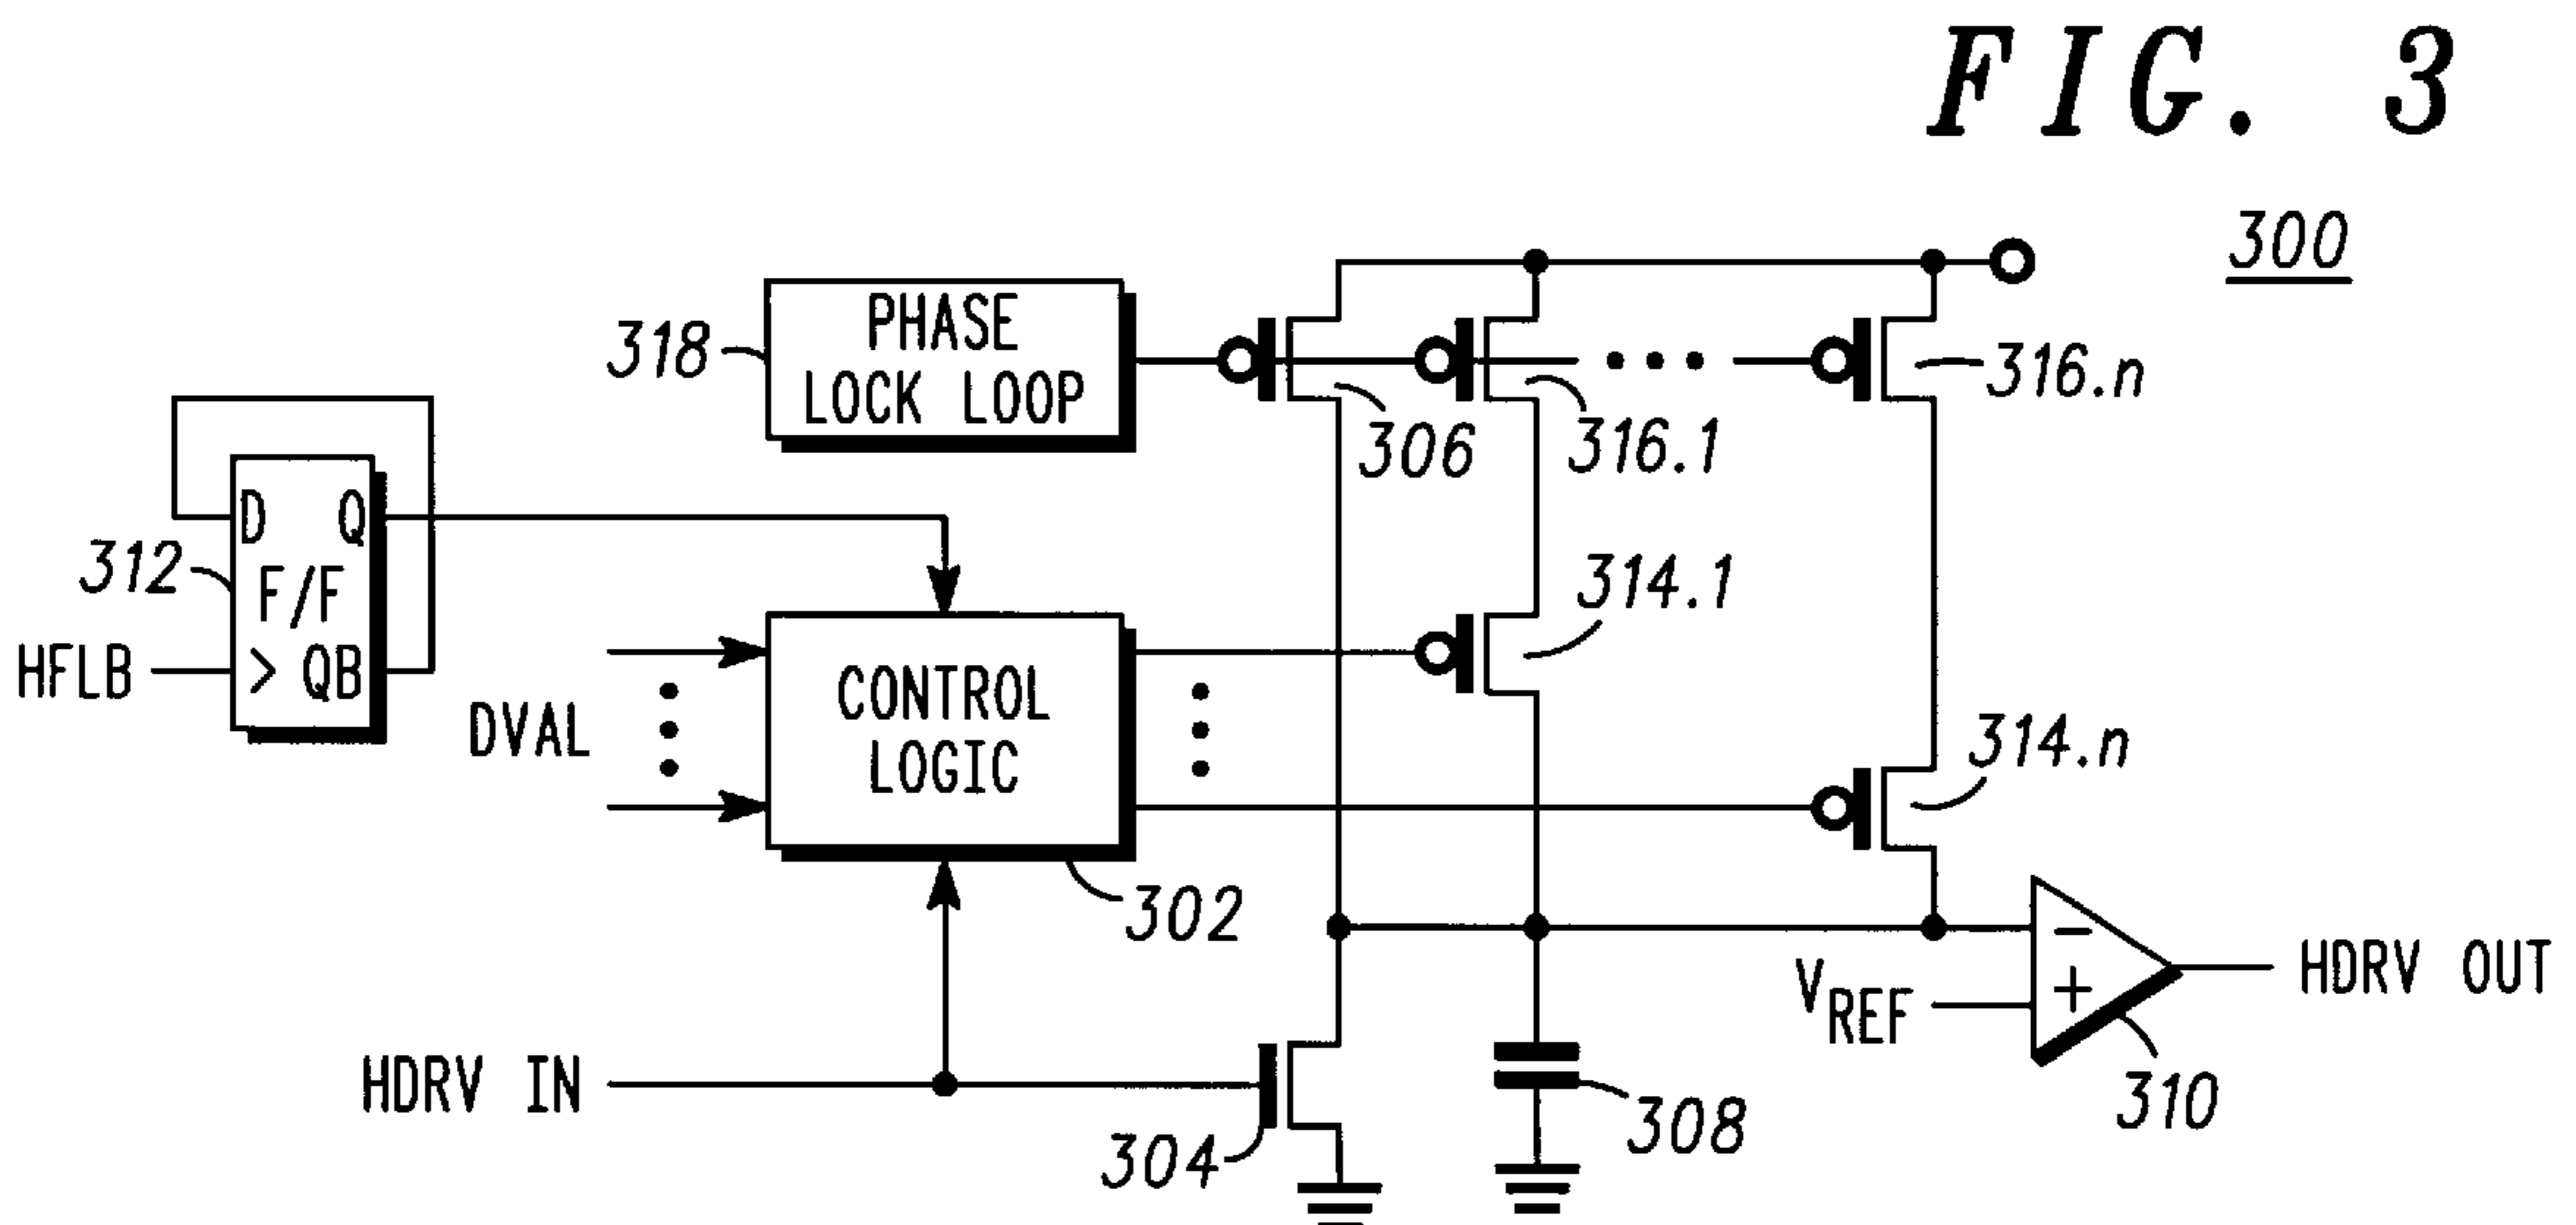 FIG. 3
300
PHASE
LOCK LOOP
318
306
316.1
316.n
D Q
F/F
> QB
312
HFLB
DVAL
CONTROL
LOGIC
302
314.1
314.n
HDRV IN
304
308
VREF
−
+
310
HDRV OUT